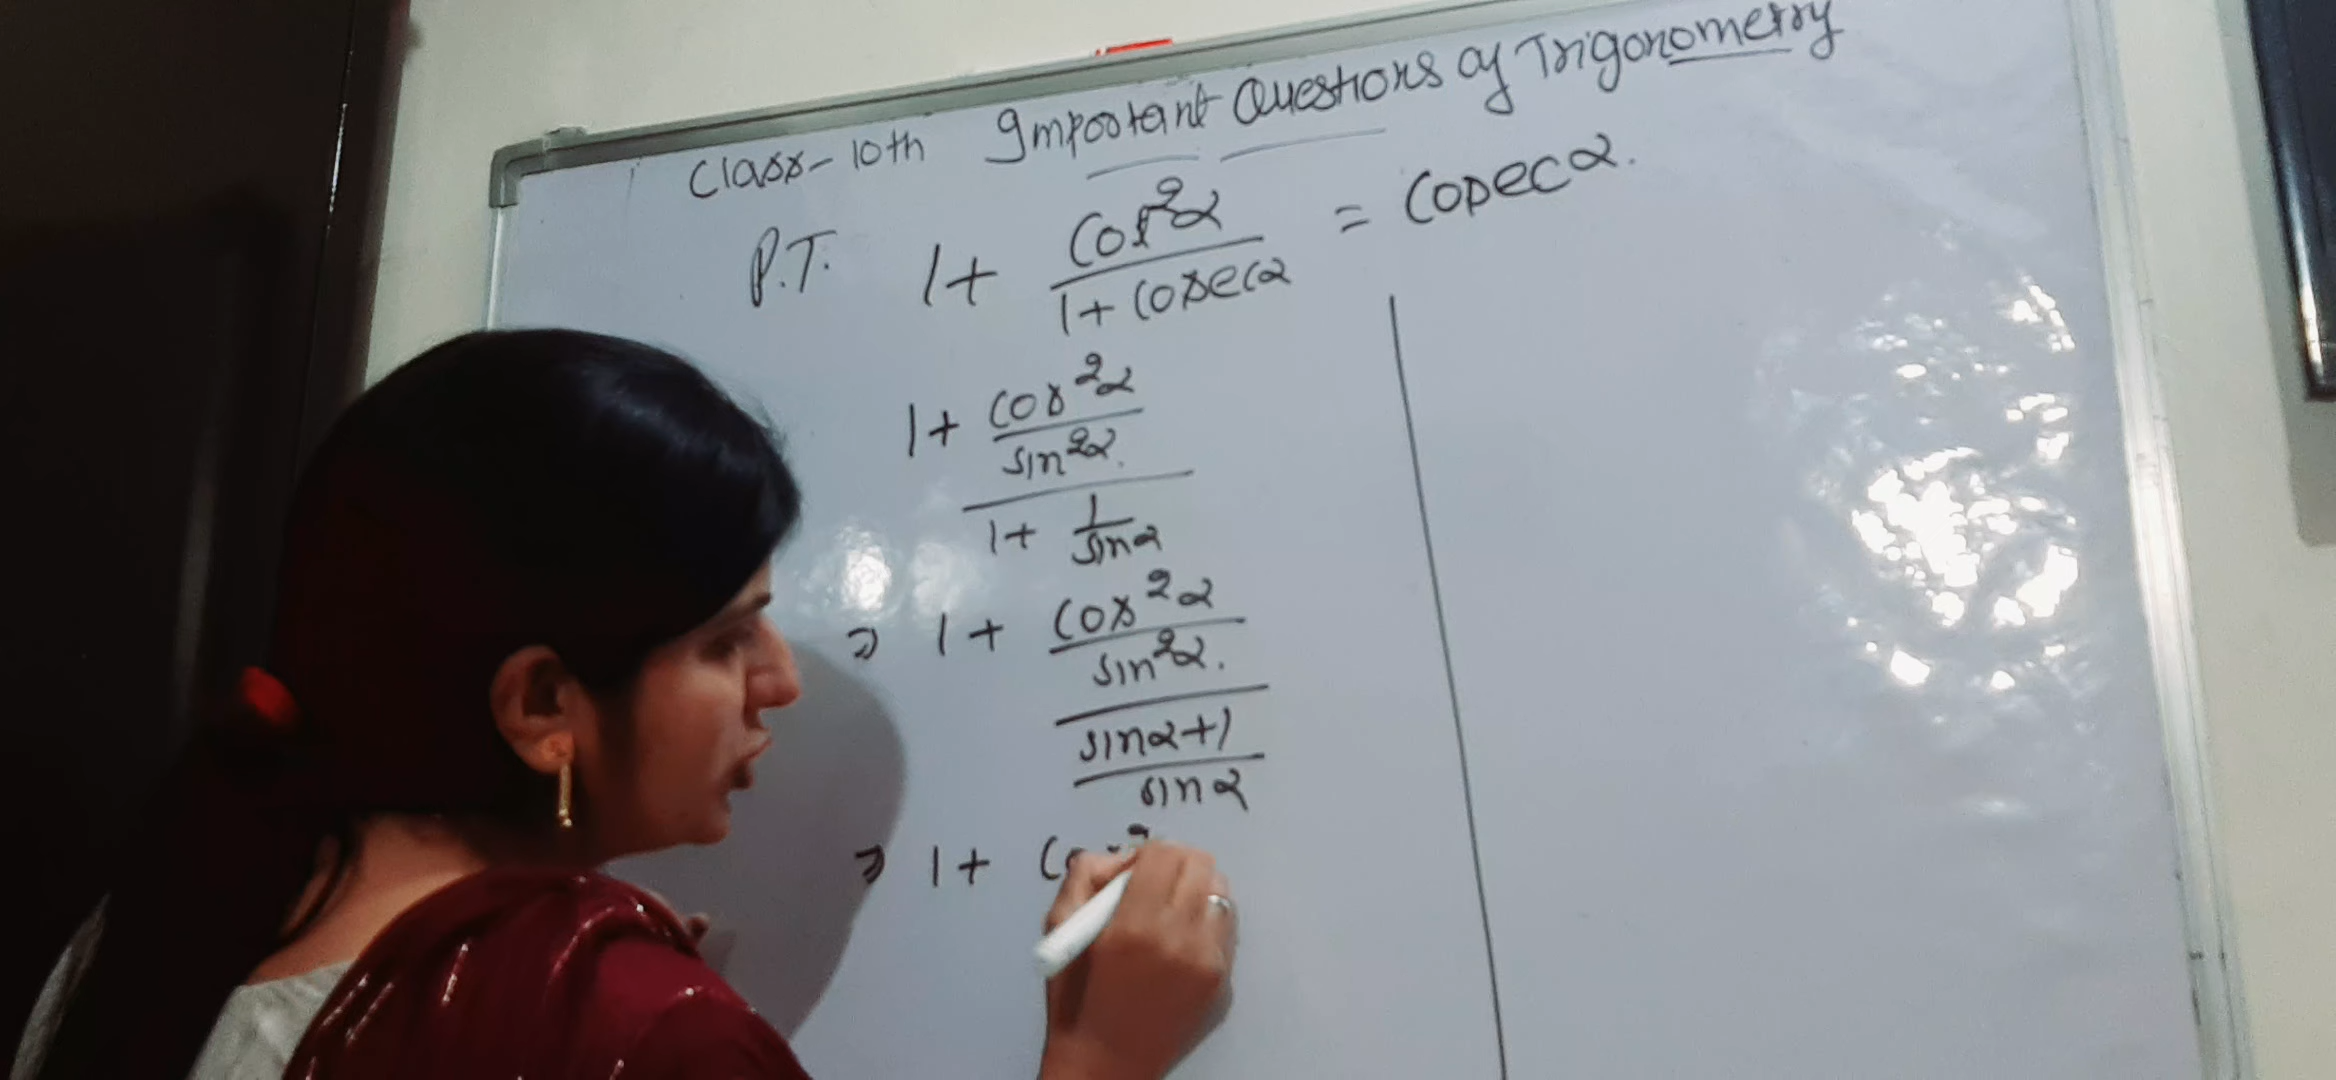 Class-10th Important Questions of Trigonometry
P.T. 1 + Cos²α / 1 + Cosecα = Cosecα.
1 + Cos²α / sin²α.
1 + 1 / sinα
⇒ 1 + Cos²α / sin²α.
sinα+1 / sinα
⇒ 1 +